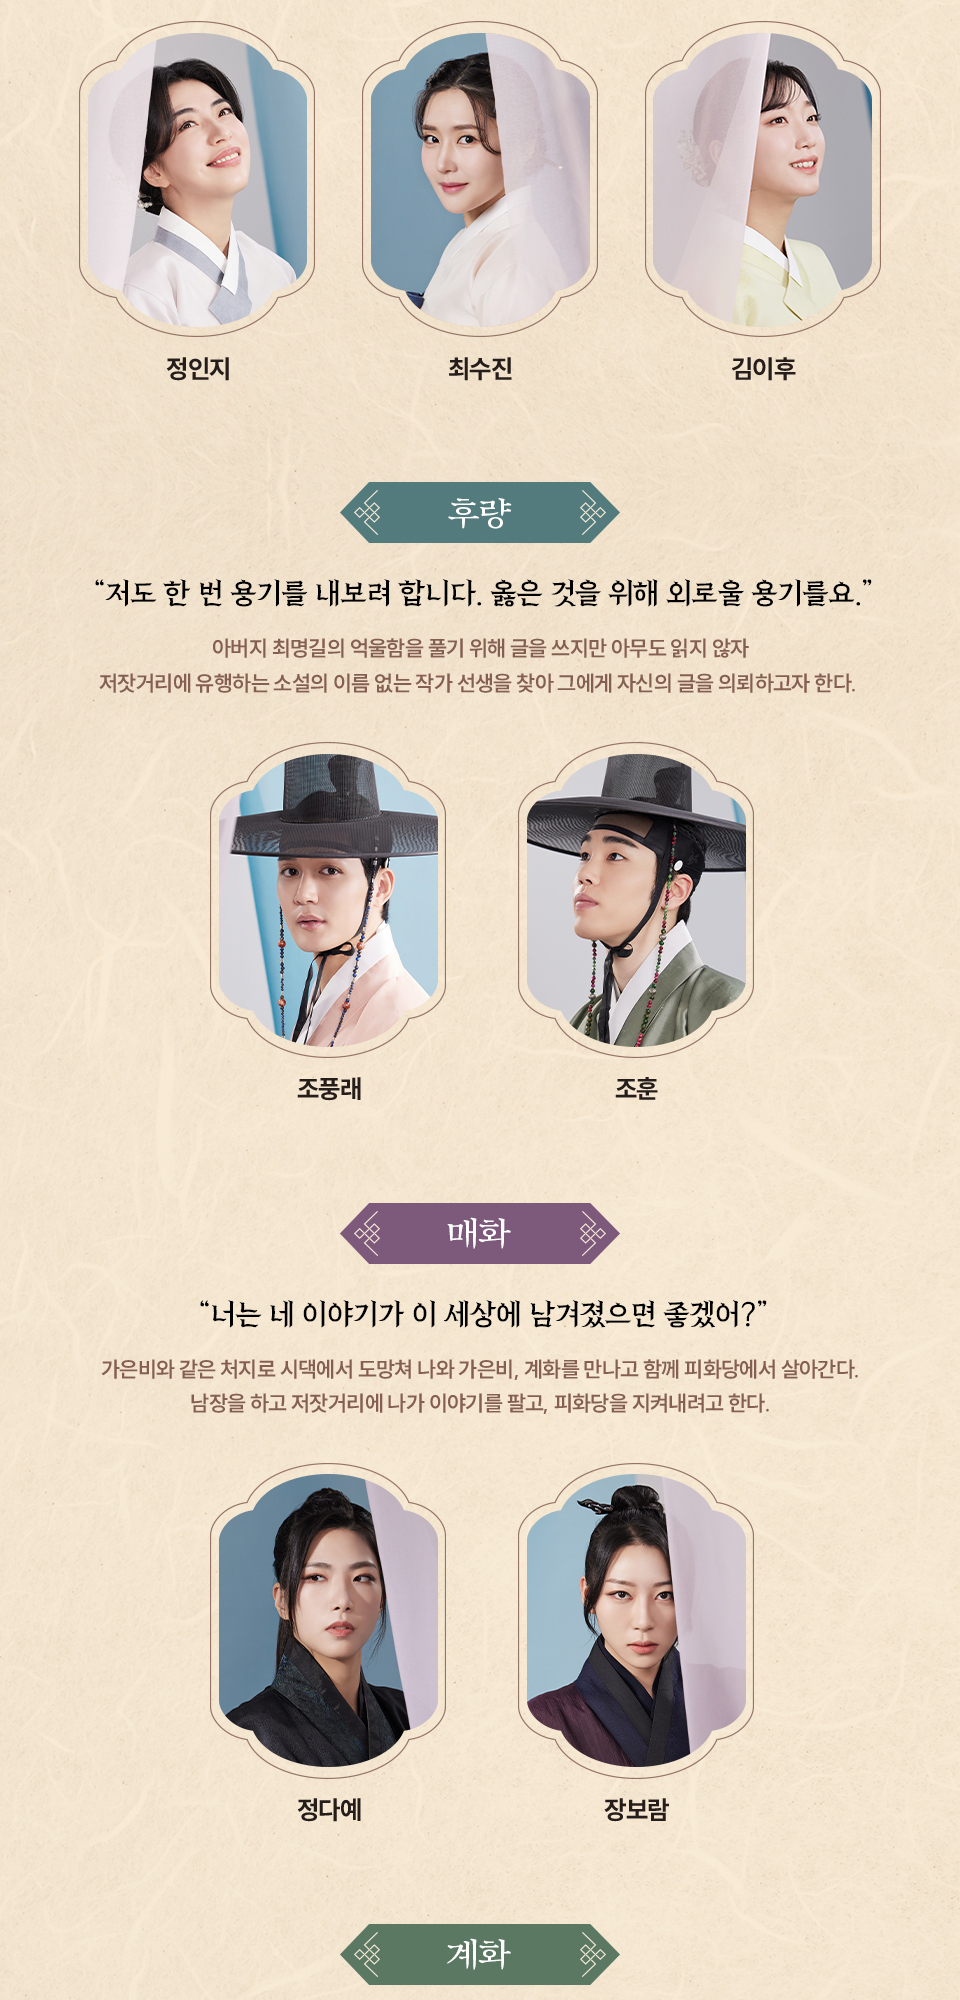 정인지 최수진 김이후
후량
“저도 한 번 용기를 내보려 합니다. 옳은 것을 위해 외로울 용기를요.”
아버지 최명길의 억울함을 풀기 위해 글을 쓰지만 아무도 읽지 않자
저잣거리에 유행하는 소설의 이름 없는 작가 선생을 찾아 그에게 자신의 글을 의뢰하고자 한다.
조풍래 조훈
매화
“너는 네 이야기가 이 세상에 남겨졌으면 좋겠어?”
가은비와 같은 처지로 시댁에서 도망쳐 나와 가은비, 계화를 만나고 함께 피화당에서 살아간다.
남장을 하고 저잣거리에 나가 이야기를 팔고, 피화당을 지켜내려고 한다.
정다예 장보람
계화